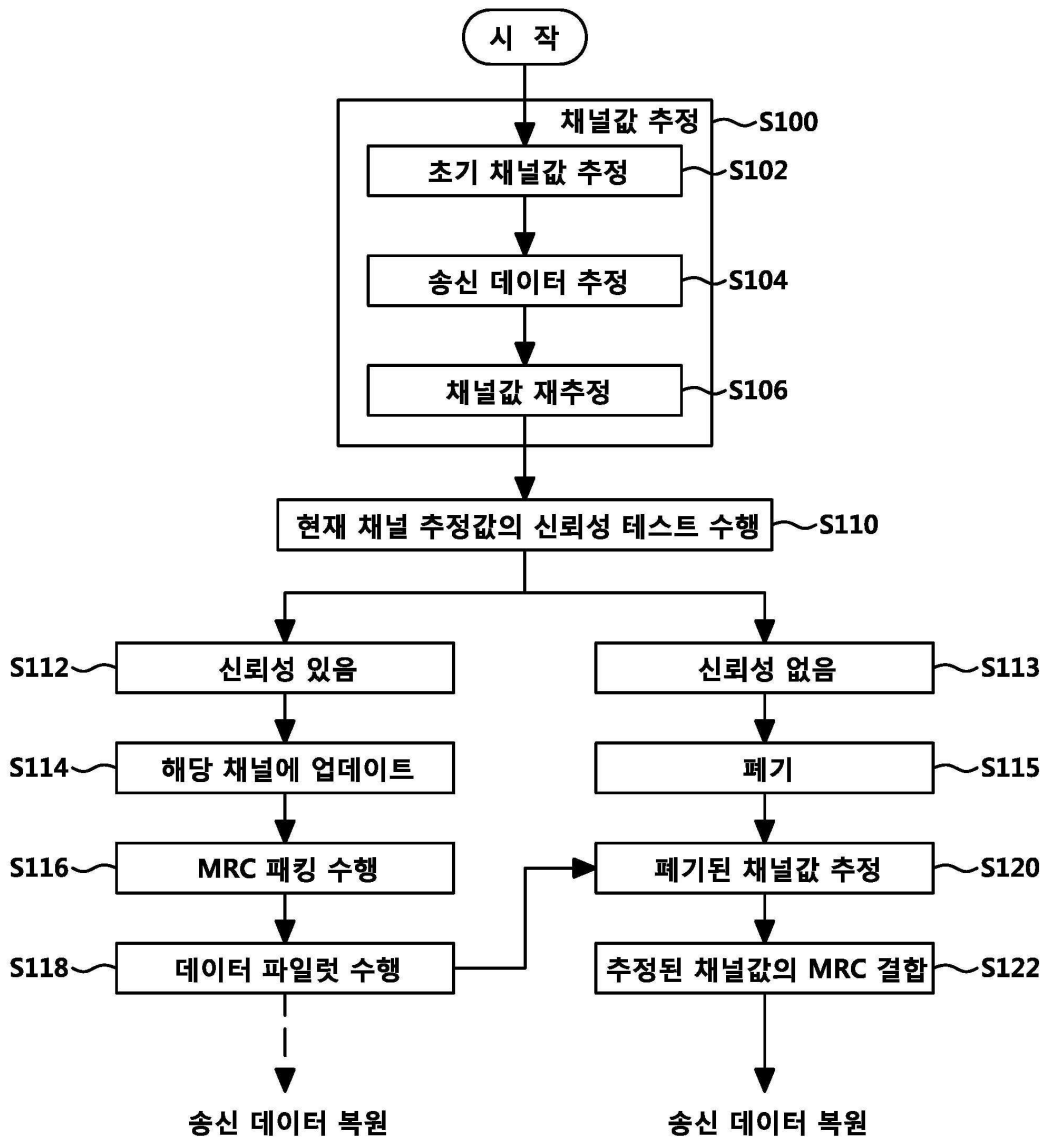 시 작
채널값 추정 S100
초기 채널값 추정 S102
송신 데이터 추정 S104
채널값 재추정 S106
현재 채널 추정값의 신뢰성 테스트 수행 S110
S112 신뢰성 있음
신뢰성 없음 S113
S114 해당 채널에 업데이트
폐기 S115
S116 MRC 패킹 수행
폐기된 채널값 추정 S120
S118 데이터 파일럿 수행
추정된 채널값의 MRC 결합 S122
송신 데이터 복원
송신 데이터 복원